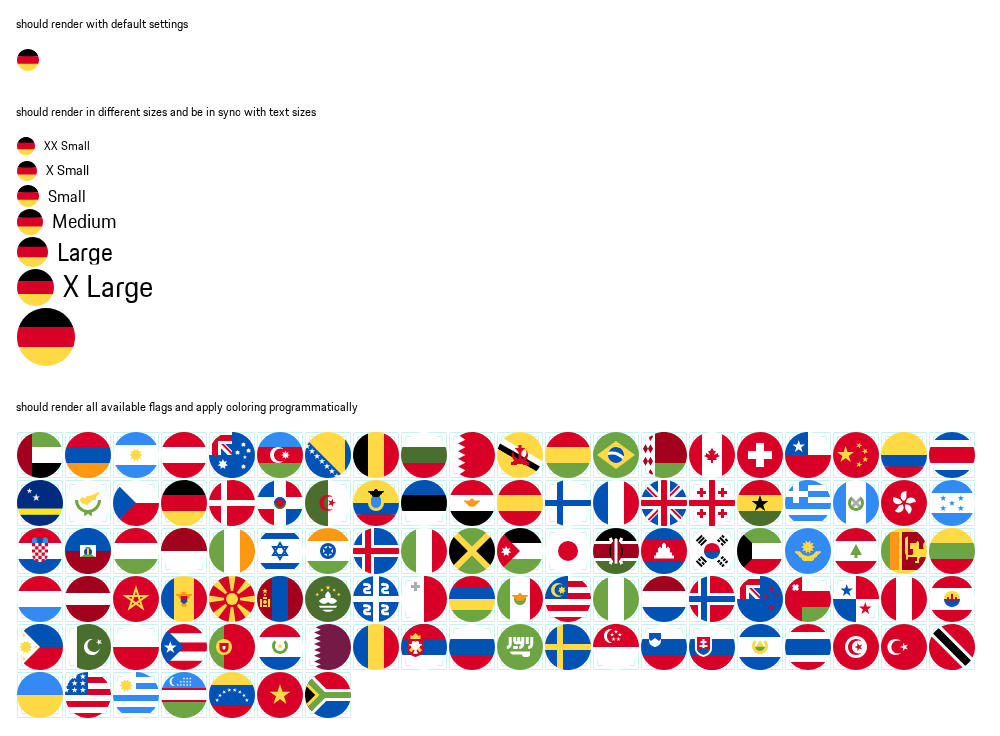 should render with default settings
should render in different sizes and be in sync with text sizes
XX Small
X Small
Small
Medium
Large
X Large
should render all available flags and apply coloring programmatically